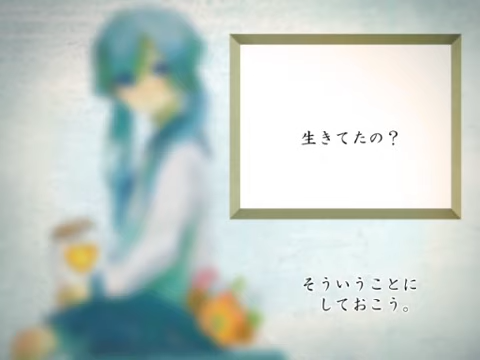 生きてたの？
そういうことに
しておこう。